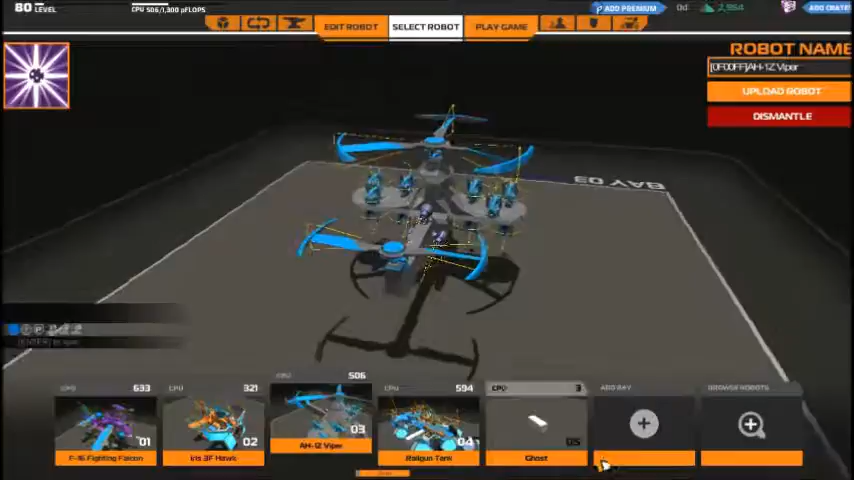 80 LEVEL
CPU 506/1,300 pFLOPS
EDIT ROBOT
SELECT ROBOT
PLAY GAME
ADD PREMIUM
0d
ADD CRATES
ROBOT NAME
[0F00FF]AH-1Z Viper
UPLOAD ROBOT
DISMANTLE
BAY 03
CPU 633
01
F-16 Fighting Falcon
CPU 321
02
Iris 3F Hawk
CPU 506
03
AH-1Z Viper
CPU 594
04
Railgun Tank
CPU 3
05
Ghost
ADD BAY
BROWSE ROBOTS